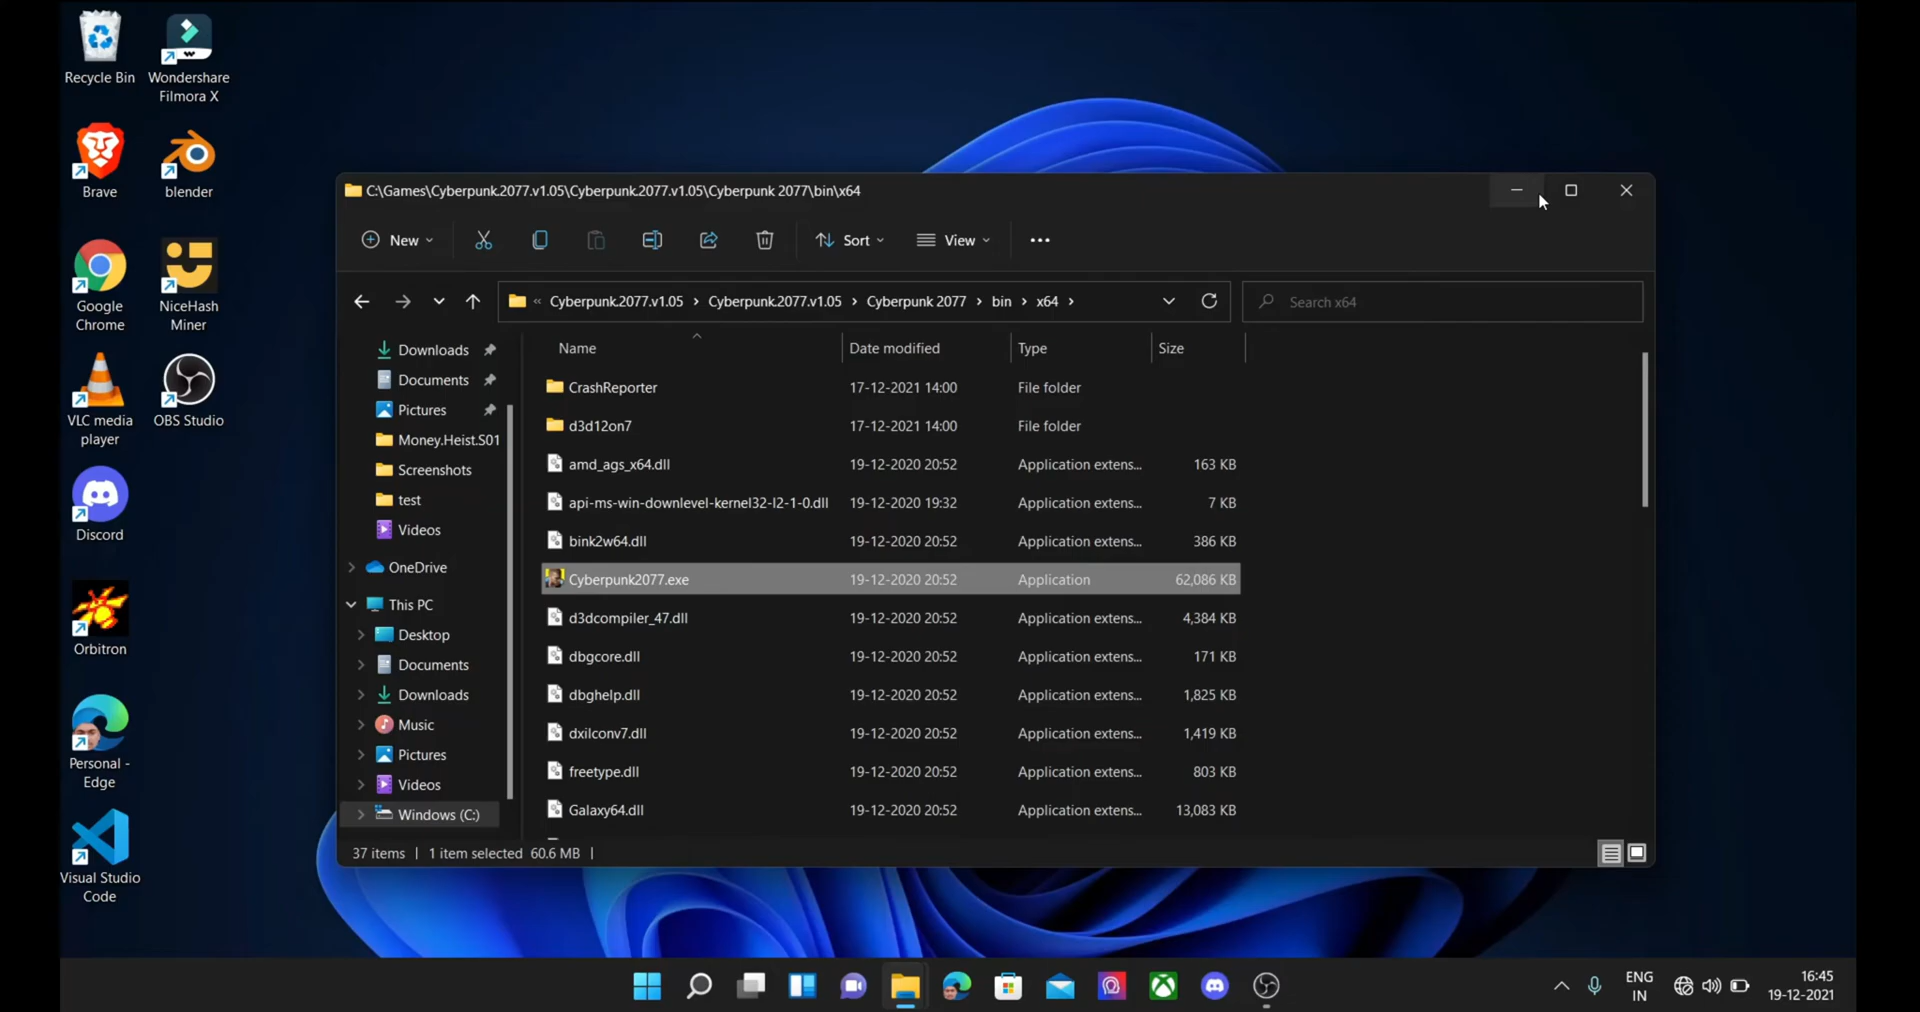 Recycle Bin
Wondershare
Filmora X
Brave
blender
Google
Chrome
NiceHash
Miner
VLC media
player
OBS Studio
Discord
Orbitron
Personal -
Edge
Visual Studio
Code
C:\Games\Cyberpunk.2077.v1.05\Cyberpunk.2077.v1.05\Cyberpunk 2077\bin\x64
New
Sort
View
« Cyberpunk.2077.v1.05 › Cyberpunk.2077.v1.05 › Cyberpunk 2077 › bin › x64 ›
Search x64
Downloads
Documents
Pictures
Money.Heist.S01
Screenshots
test
Videos
OneDrive
This PC
Desktop
Documents
Downloads
Music
Pictures
Videos
Windows (C:)
Name Date modified Type Size
CrashReporter 17-12-2021 14:00 File folder
d3d12on7 17-12-2021 14:00 File folder
amd_ags_x64.dll 19-12-2020 20:52 Application extens... 163 KB
api-ms-win-downlevel-kernel32-l2-1-0.dll 19-12-2020 19:32 Application extens... 7 KB
bink2w64.dll 19-12-2020 20:52 Application extens... 386 KB
Cyberpunk2077.exe 19-12-2020 20:52 Application 62,086 KB
d3dcompiler_47.dll 19-12-2020 20:52 Application extens... 4,384 KB
dbgcore.dll 19-12-2020 20:52 Application extens... 171 KB
dbghelp.dll 19-12-2020 20:52 Application extens... 1,825 KB
dxilconv7.dll 19-12-2020 20:52 Application extens... 1,419 KB
freetype.dll 19-12-2020 20:52 Application extens... 803 KB
Galaxy64.dll 19-12-2020 20:52 Application extens... 13,083 KB
37 items | 1 item selected 60.6 MB |
ENG
IN
16:45
19-12-2021